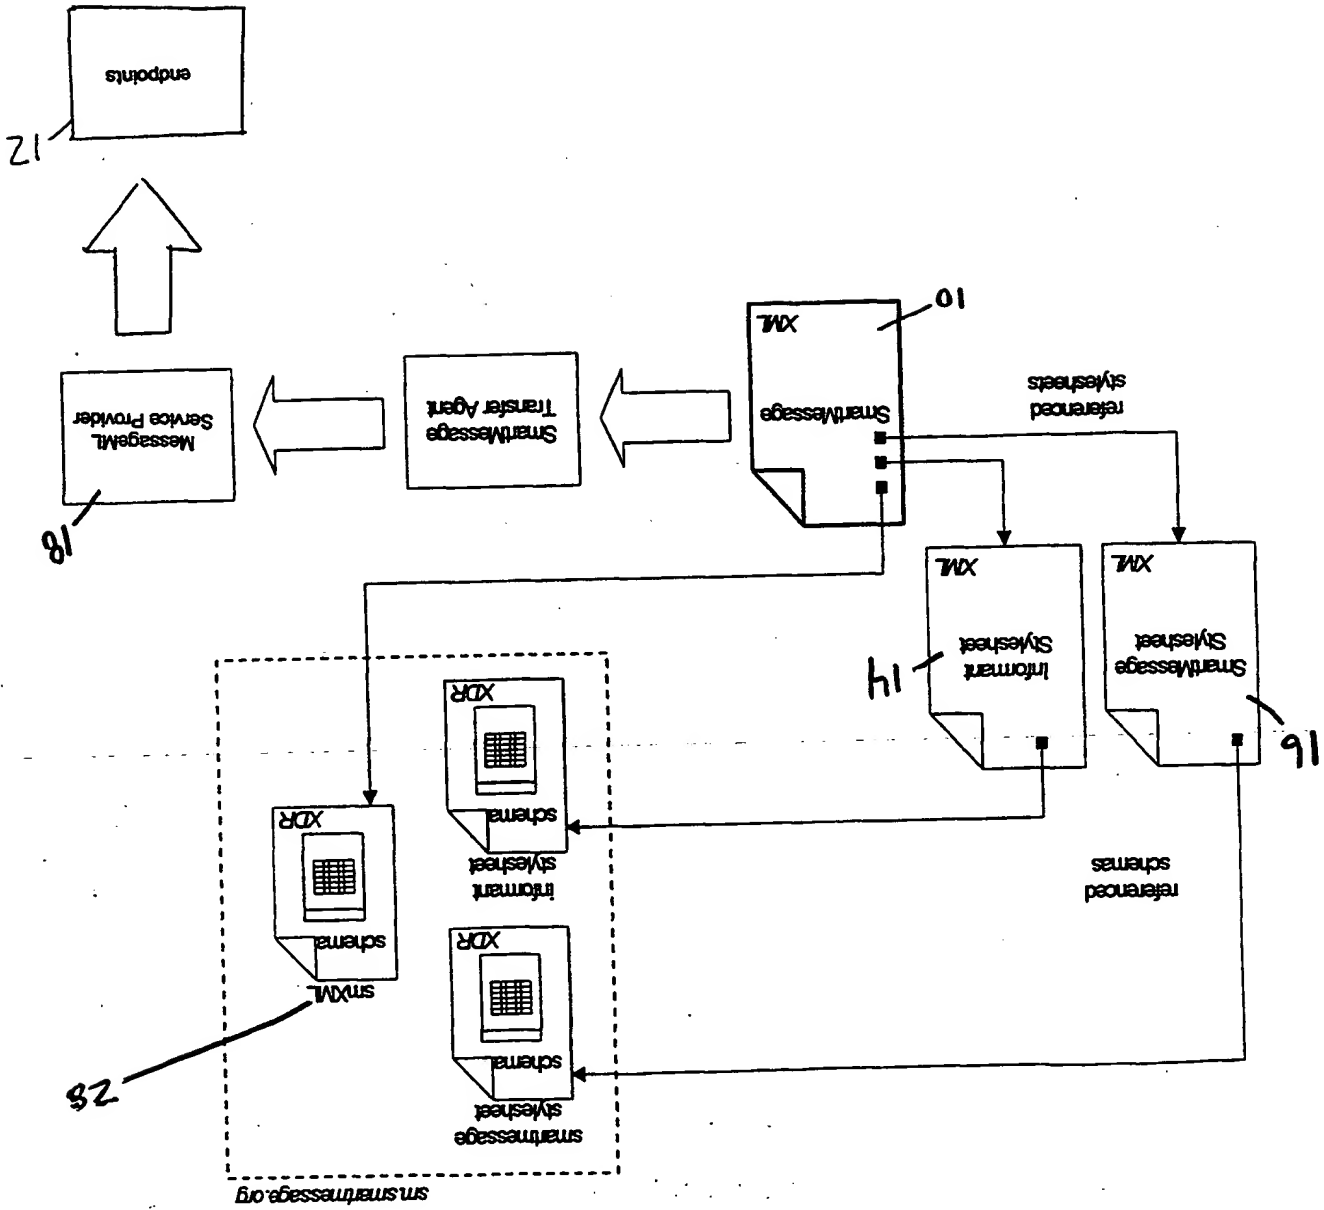 sm.smartmessage.org
smartmessage
stylesheet
schema
XDR
smXML
schema
XDR
28
informant
stylesheet
schema
XDR
referenced
schemas
16
SmartMessage
Stylesheet
XML
Informant
Stylesheet
XML
14
referenced
stylesheets
SmartMessage
XML
10
SmartMessage
Transfer Agent
18
MessageML
Service Provider
12
endpoints